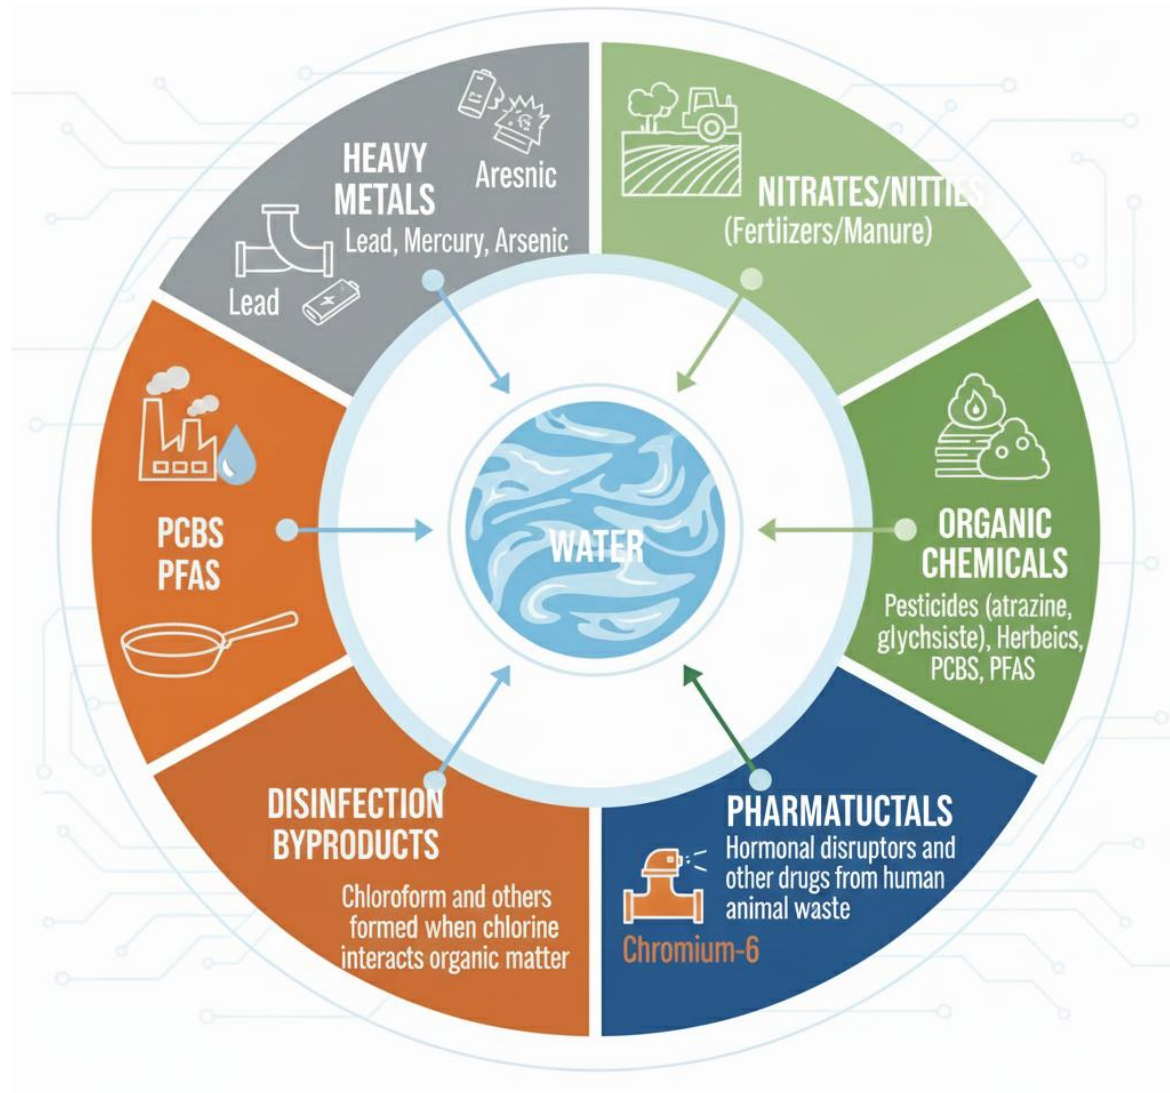 HEAVY
METALS
Aresnic
Lead, Mercury, Arsenic
Lead
NITRATES/NITTIES
(Fertlizers/Manure)
PCBS
PFAS
WATER
ORGANIC
CHEMICALS
Pesticides (atrazine,
glychsiste), Herbeics,
PCBS, PFAS
DISINFECTION
BYPRODUCTS
Chloroform and others
formed when chlorine
interacts organic matter
PHARMATUCTALS
Hormonal disruptors and
other drugs from human
animal waste
Chromium-6